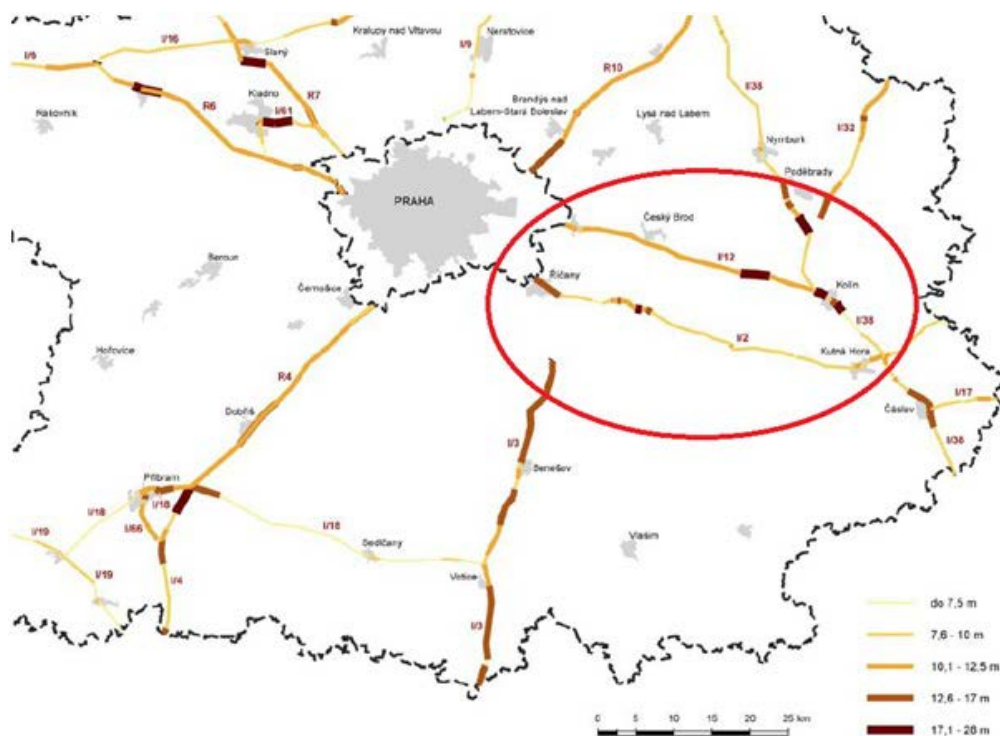 I/16
Kralupy nad Vltavou
Neratovice
I/6
Slaný
I/9
R10
I/38
R6
Kladno
R7
I/61
Rakovník
Brandýs nad
Labem-Stará Boleslav
Lysá nad Labem
I/32
Nymburk
Poděbrady
PRAHA
Český Brod
Beroun
I/12
Černošice
Říčany
Kolín
I/38
Hořovice
I/2
Kutná Hora
R4
I/17
Dobříš
Čáslav
I/3
I/38
Benešov
Příbram
I/18
I/18
I/66
I/18
I/19
Sedlčany
Vlašim
I/19
I/4
Votice
I/3
do 7,5 m
7,6 - 10 m
10,1 - 12,5 m
12,6 - 17 m
17,1 - 28 m
0 5 10 15 20 25 km